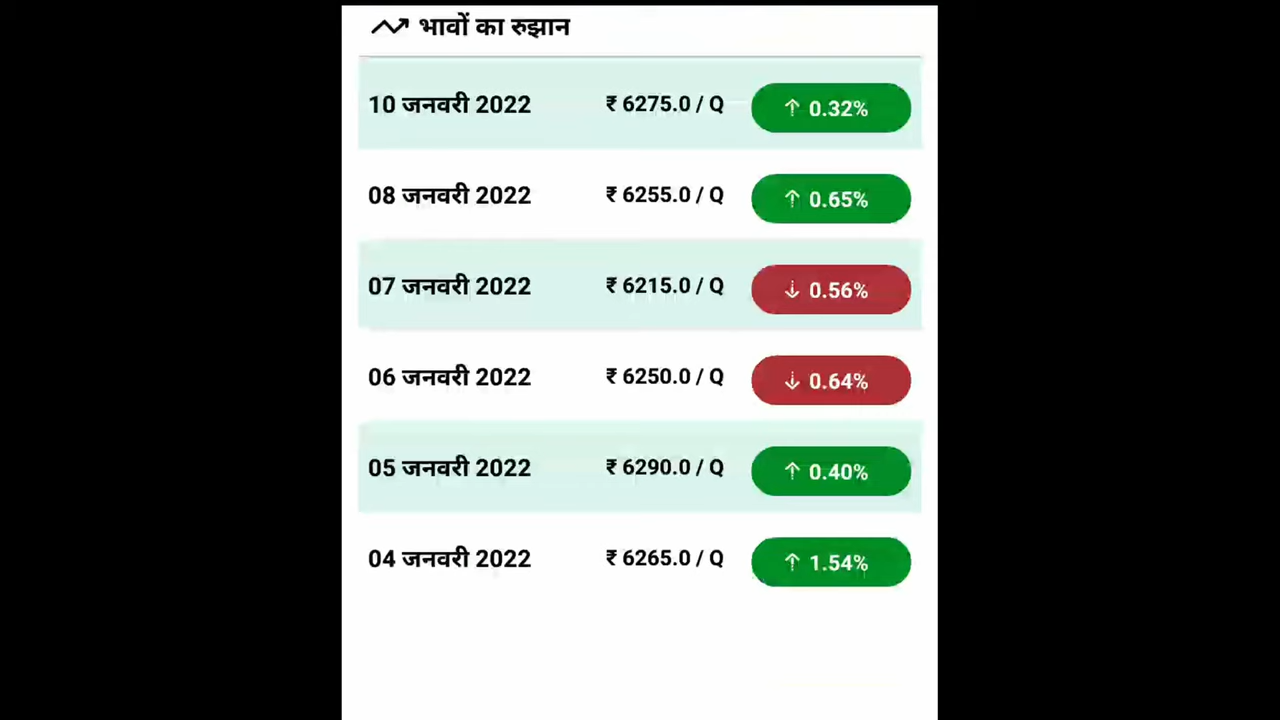 भावों का रुझान
10 जनवरी 2022 ₹ 6275.0 / Q ↑ 0.32%
08 जनवरी 2022 ₹ 6255.0 / Q ↑ 0.65%
07 जनवरी 2022 ₹ 6215.0 / Q ↓ 0.56%
06 जनवरी 2022 ₹ 6250.0 / Q ↓ 0.64%
05 जनवरी 2022 ₹ 6290.0 / Q ↑ 0.40%
04 जनवरी 2022 ₹ 6265.0 / Q ↑ 1.54%